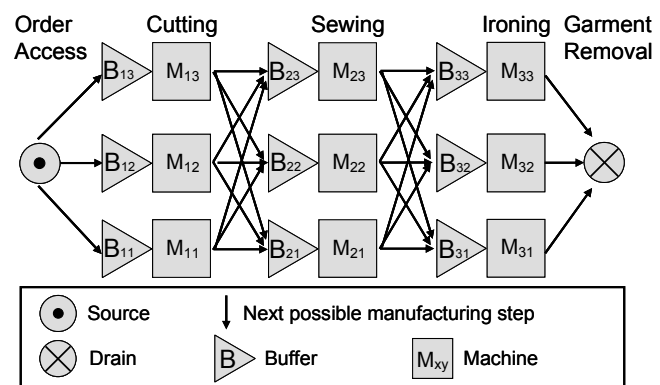 Order Access
Cutting
Sewing
Ironing
Garment Removal
B13 M13 B23 M23 B33 M33
B12 M12 B22 M22 B32 M32
B11 M11 B21 M21 B31 M31
Source
Next possible manufacturing step
Drain
B Buffer
Mxy Machine